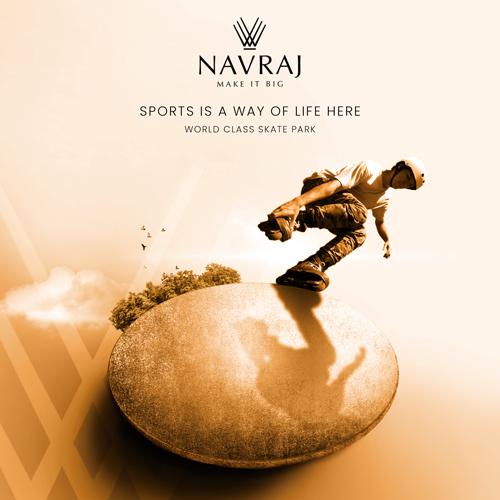 NAVRAJ
MAKE IT BIG
SPORTS IS A WAY OF LIFE HERE
WORLD CLASS SKATE PARK